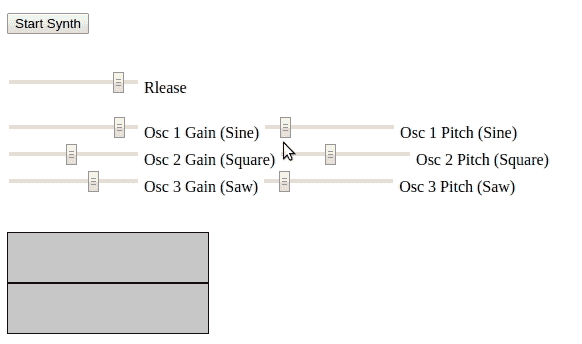 Start Synth
Rlease
Osc 1 Gain (Sine) Osc 1 Pitch (Sine)
Osc 2 Gain (Square) Osc 2 Pitch (Square)
Osc 3 Gain (Saw) Osc 3 Pitch (Saw)